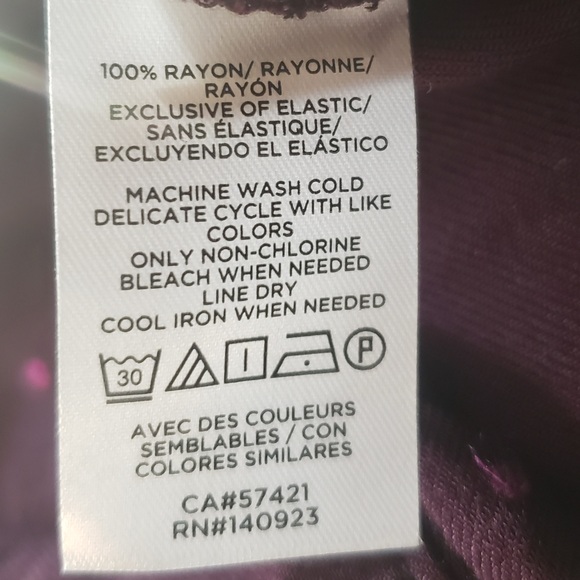 100% RAYON/ RAYONNE/
RAYÓN
EXCLUSIVE OF ELASTIC/
SANS ÉLASTIQUE/
EXCLUYENDO EL ELÁSTICO
MACHINE WASH COLD
DELICATE CYCLE WITH LIKE
COLORS
ONLY NON-CHLORINE
BLEACH WHEN NEEDED
LINE DRY
COOL IRON WHEN NEEDED
30 P
AVEC DES COULEURS
SEMBLABLES / CON
COLORES SIMILARES
CA#57421
RN#140923